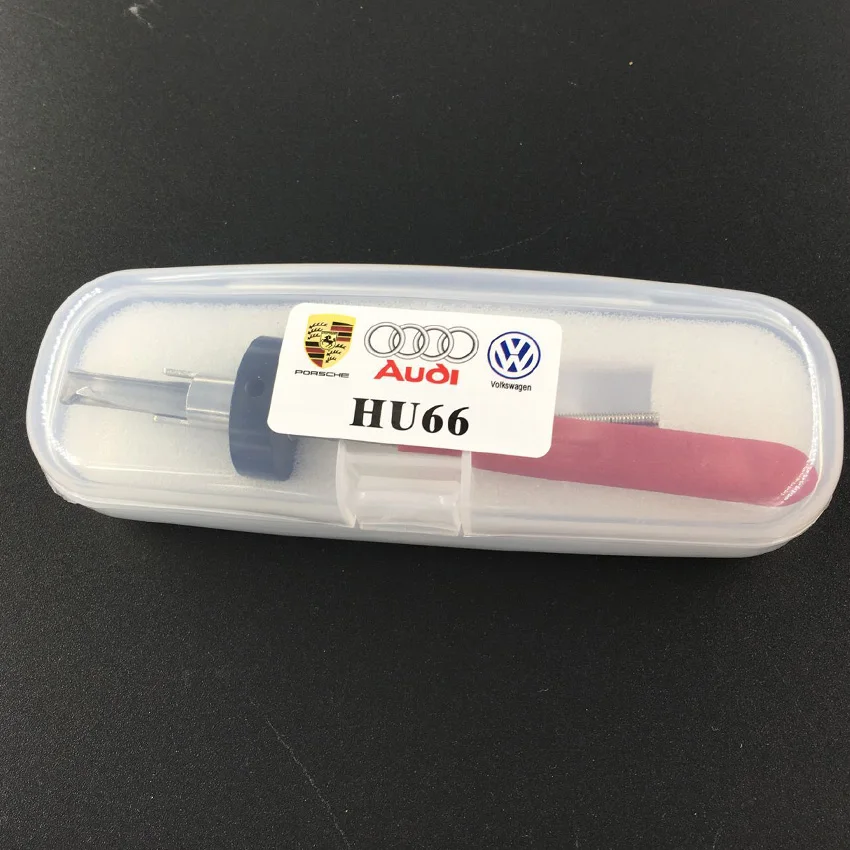 PORSCHE
Audi
Volkswagen
HU66